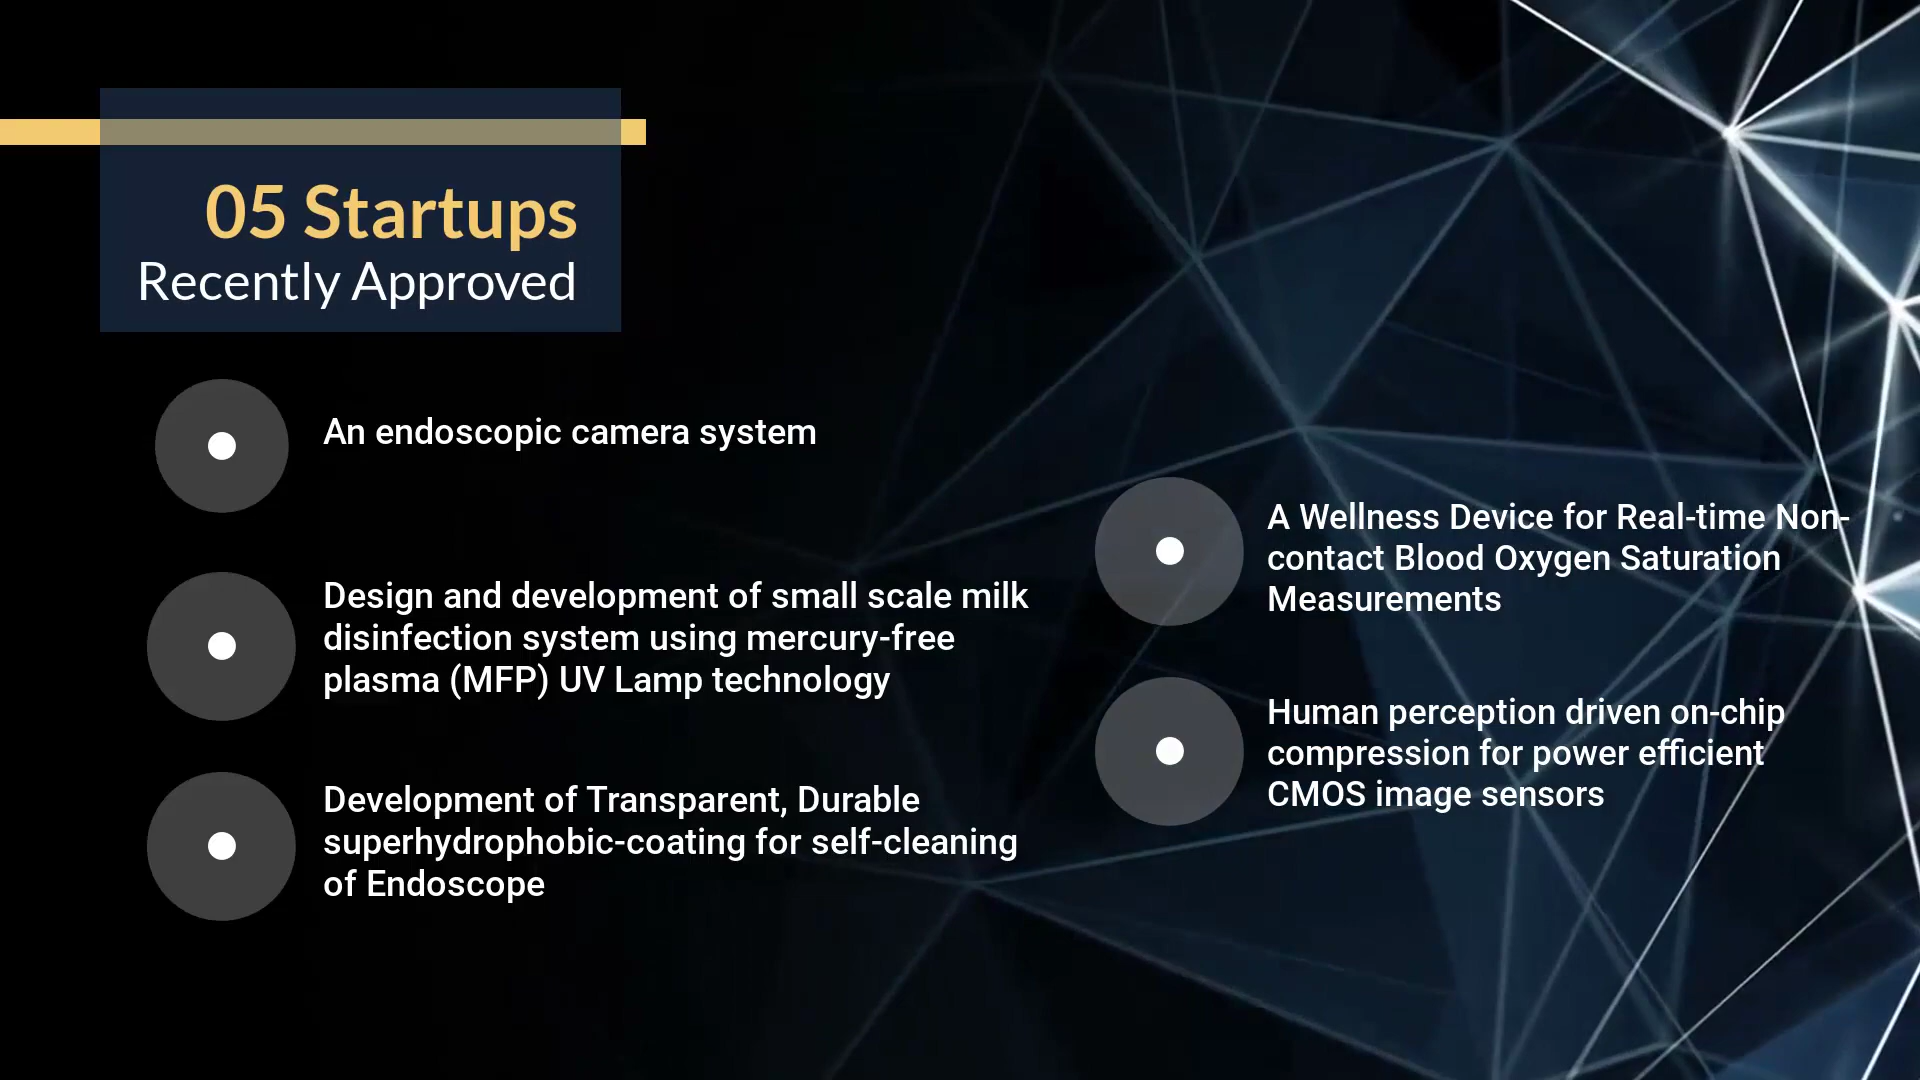 05 Startups
Recently Approved
An endoscopic camera system
Design and development of small scale milk
disinfection system using mercury-free
plasma (MFP) UV Lamp technology
Development of Transparent, Durable
superhydrophobic-coating for self-cleaning
of Endoscope
A Wellness Device for Real-time Non-
contact Blood Oxygen Saturation
Measurements
Human perception driven on-chip
compression for power efficient
CMOS image sensors